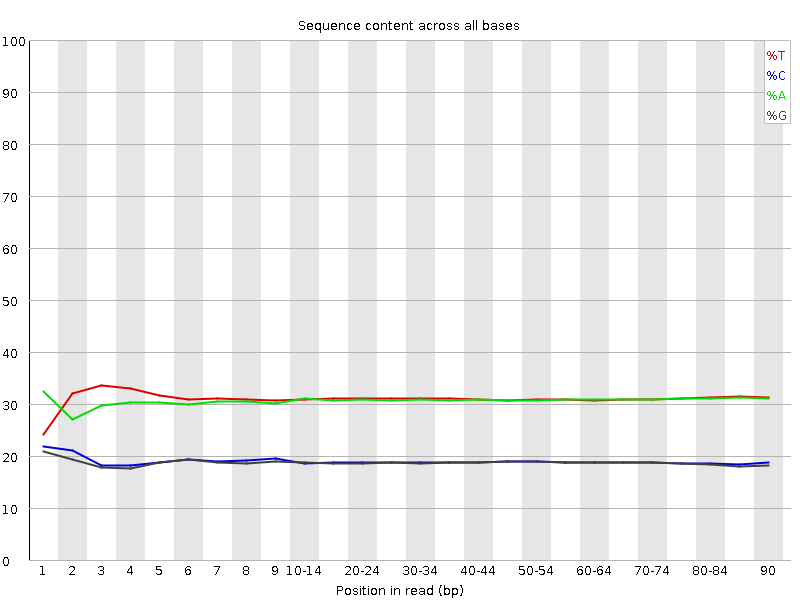 Sequence content across all bases
100
90
80
70
60
50
40
30
20
10
0
%T
%C
%A
%G
1 2 3 4 5 6 7 8 9 10-14 20-24 30-34 40-44 50-54 60-64 70-74 80-84 90
Position in read (bp)